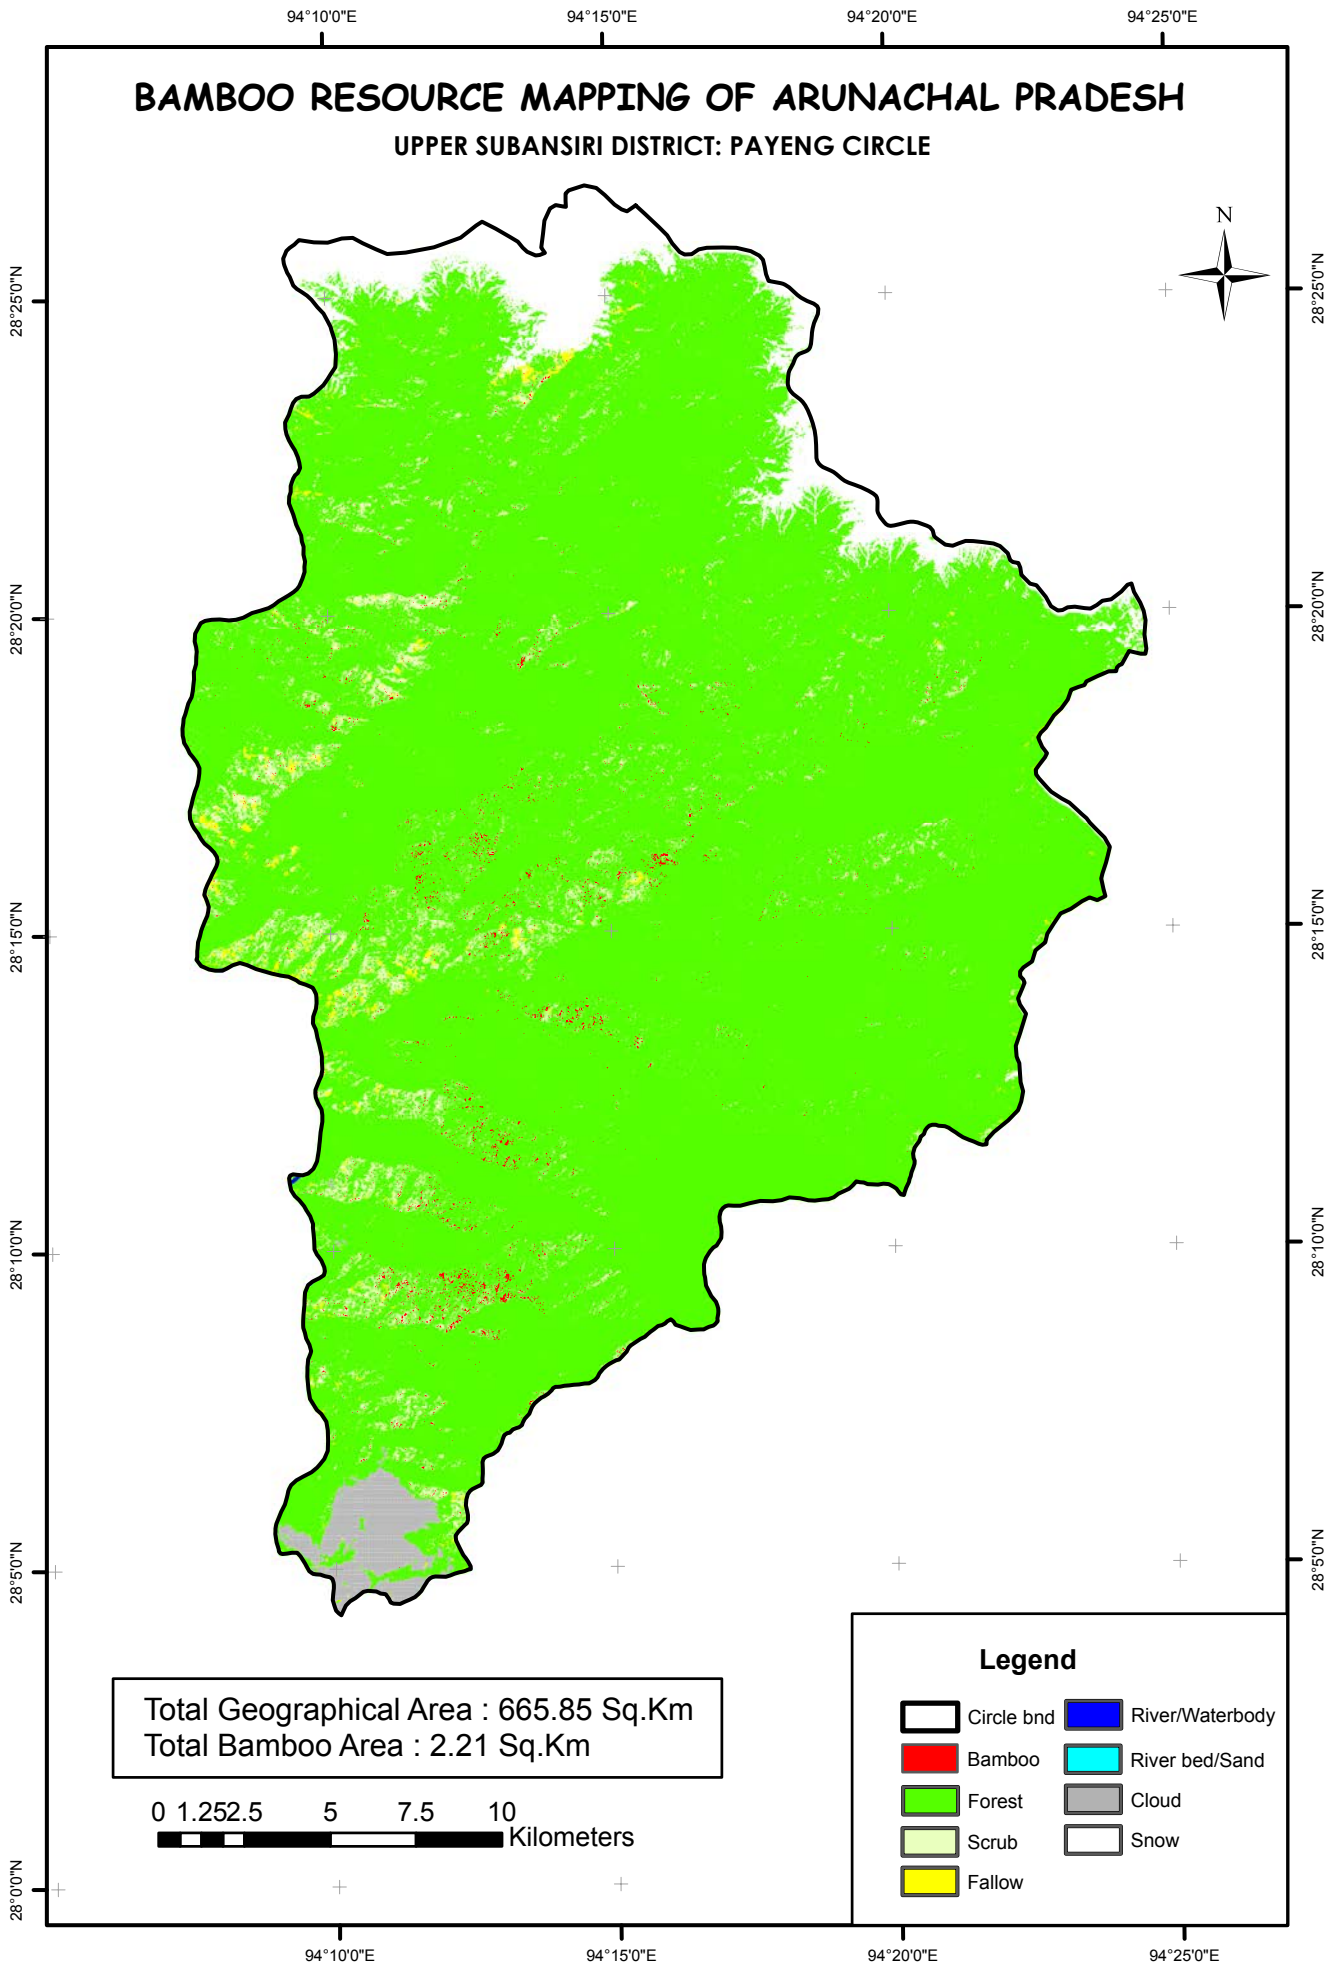 94°10'0"E 94°15'0"E 94°20'0"E 94°25'0"E
BAMBOO RESOURCE MAPPING OF ARUNACHAL PRADESH
UPPER SUBANSIRI DISTRICT: PAYENG CIRCLE
N
28°25'0"N 28°25'0"N
28°20'0"N 28°20'0"N
28°15'0"N 28°15'0"N
28°10'0"N 28°10'0"N
28°5'0"N 28°5'0"N
28°0'0"N
Total Geographical Area : 665.85 Sq.Km
Total Bamboo Area : 2.21 Sq.Km
0 1.252.5 5 7.5 10
Kilometers
Legend
Circle bnd
Bamboo
Forest
Scrub
Fallow
River/Waterbody
River bed/Sand
Cloud
Snow
94°10'0"E 94°15'0"E 94°20'0"E 94°25'0"E